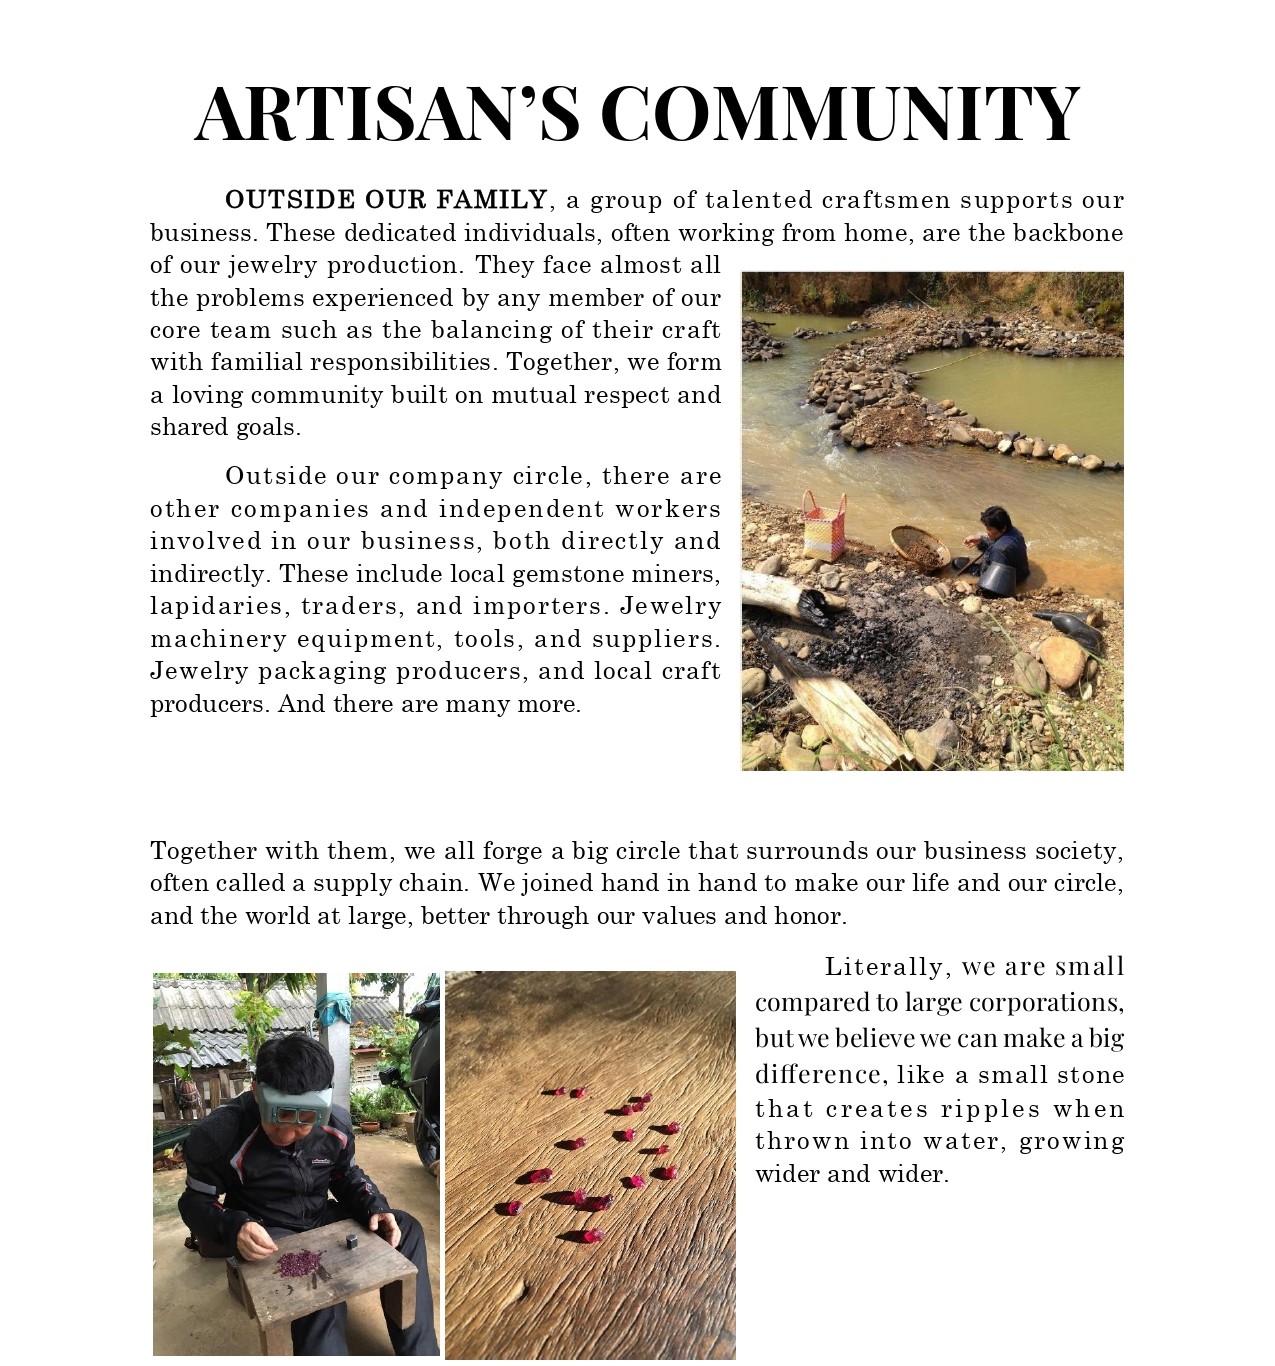 ARTISAN’S COMMUNITY
OUTSIDE OUR FAMILY, a group of talented craftsmen supports our
business. These dedicated individuals, often working from home, are the backbone
of our jewelry production. They face almost all
the problems experienced by any member of our
core team such as the balancing of their craft
with familial responsibilities. Together, we form
a loving community built on mutual respect and
shared goals.
Outside our company circle, there are
other companies and independent workers
involved in our business, both directly and
indirectly. These include local gemstone miners,
lapidaries, traders, and importers. Jewelry
machinery equipment, tools, and suppliers.
Jewelry packaging producers, and local craft
producers. And there are many more.
Together with them, we all forge a big circle that surrounds our business society,
often called a supply chain. We joined hand in hand to make our life and our circle,
and the world at large, better through our values and honor.
Literally, we are small
compared to large corporations,
but we believe we can make a big
difference, like a small stone
that creates ripples when
thrown into water, growing
wider and wider.